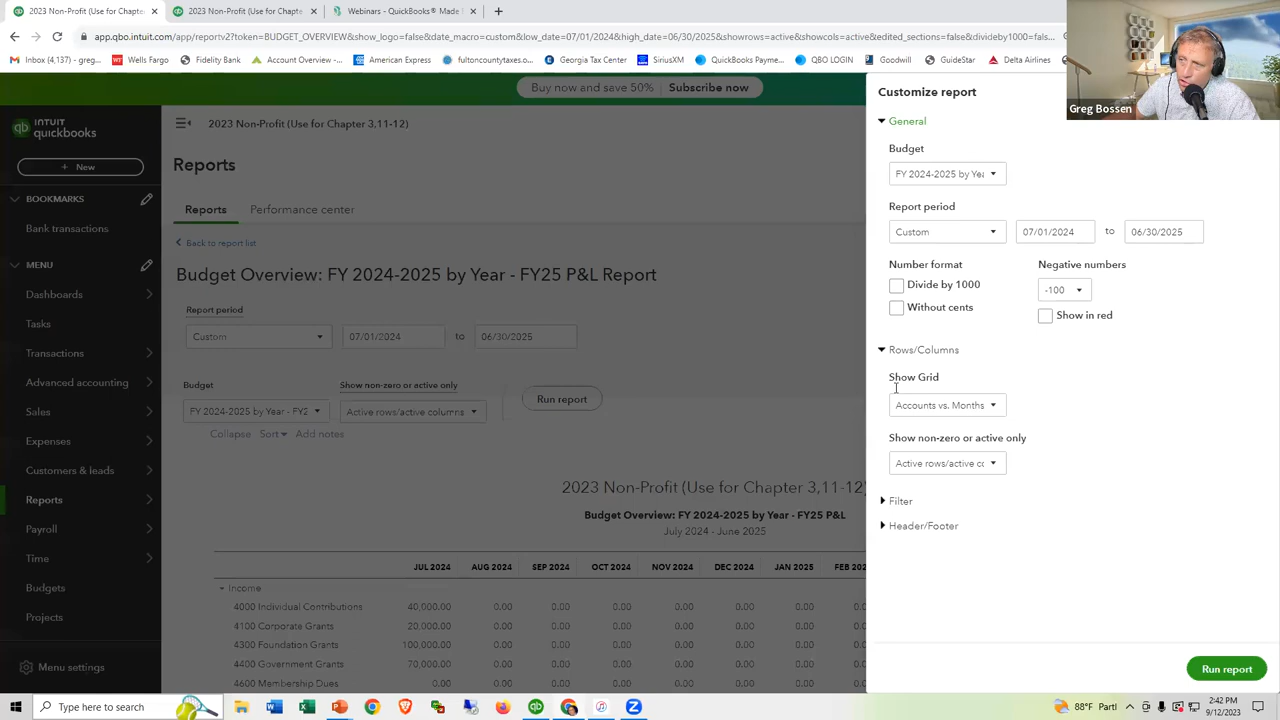 2023 Non-Profit (Use for Chapte
2023 Non-Profit (Use for Chapte
Webinars - QuickBooks® Made
app.qbo.intuit.com/app/reportv2?token=BUDGET_OVERVIEW&show_logo=false&date_macro=custom&low_date=07/01/2024&high_date=06/30/2025&showrows=active&showcols=active&edited_sections=false&divideby1000=fals...
Inbox (4,137) - greg...
Wells Fargo
Fidelity Bank
Account Overview -...
American Express
fultoncountytaxes.o...
Georgia Tax Center
SiriusXM
QuickBooks Paymen...
QBO LOGIN
Goodwill
GuideStar
Delta Airlines
Greg Bossen
Buy now and save 50%
Subscribe now
INTUIT
quickbooks
2023 Non-Profit (Use for Chapter 3,11-12)
+ New
BOOKMARKS
Bank transactions
MENU
Dashboards
Tasks
Transactions
Advanced accounting
Sales
Expenses
Customers & leads
Reports
Payroll
Time
Budgets
Projects
Menu settings
Reports
Reports
Performance center
Back to report list
Budget Overview: FY 2024-2025 by Year - FY25 P&L Report
Report period
Custom
07/01/2024
to
06/30/2025
Budget
Show non-zero or active only
FY 2024-2025 by Year - FY2
Active rows/active columns
Run report
Collapse
Sort
Add notes
2023 Non-Profit (Use for Chapter 3,11-12)
Budget Overview: FY 2024-2025 by Year - FY25 P&L
July 2024 - June 2025
JUL 2024 AUG 2024 SEP 2024 OCT 2024 NOV 2024 DEC 2024 JAN 2025 FEB 202
Income
4000 Individual Contributions 40,000.00 0.00 0.00 0.00 0.00 0.00 0.00 0.0
4100 Corporate Grants 20,000.00 0.00 0.00 0.00 0.00 0.00 0.00 0.0
4300 Foundation Grants 100,000.00 0.00 0.00 0.00 0.00 0.00 0.00 0.0
4400 Government Grants 70,000.00 0.00 0.00 0.00 0.00 0.00 0.00 0.0
4600 Membership Dues 0.00 0.00 0.00 0.00 0.00 0.00 0.00 0.0
Customize report
General
Budget
FY 2024-2025 by Yea
Report period
Custom
07/01/2024
to
06/30/2025
Number format
Negative numbers
Divide by 1000
-100
Without cents
Show in red
Rows/Columns
Show Grid
Accounts vs. Months
Show non-zero or active only
Active rows/active co
Filter
Header/Footer
Run report
Type here to search
88°F Partl
2:42 PM
9/12/2023